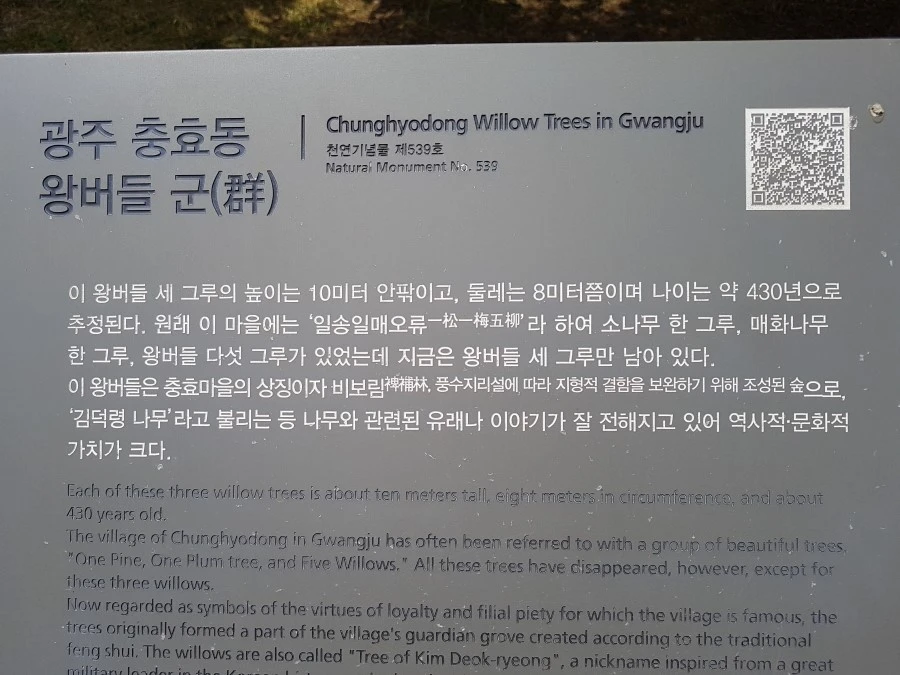 광주 충효동
왕버들 군(群)
Chunghyodong Willow Trees in Gwangju
천연기념물 제539호
Natural Monument No. 539
이 왕버들 세 그루의 높이는 10미터 안팎이고, 둘레는 8미터쯤이며 나이는 약 430년으로
추정된다. 원래 이 마을에는 ‘일송일매오류一松一梅五柳’라 하여 소나무 한 그루, 매화나무
한 그루, 왕버들 다섯 그루가 있었는데 지금은 왕버들 세 그루만 남아 있다.
이 왕버들은 충효마을의 상징이자 비보림裨補林, 풍수지리설에 따라 지형적 결함을 보완하기 위해 조성된 숲으로,
‘김덕령 나무’라고 불리는 등 나무와 관련된 유래나 이야기가 잘 전해지고 있어 역사적·문화적
가치가 크다.
Each of these three willow trees is about ten meters tall, eight meters in circumference, and about
430 years old.
The village of Chunghyodong in Gwangju has often been referred to with a group of beautiful trees,
"One Pine, One Plum tree, and Five Willows." All these trees have disappeared, however, except for
these three willows.
Now regarded as symbols of the virtues of loyalty and filial piety for which the village is famous, the
trees originally formed a part of the village's guardian grove created according to the traditional
feng shui. The willows are also called "Tree of Kim Deok-ryeong", a nickname inspired from a great
military leader in the Korean